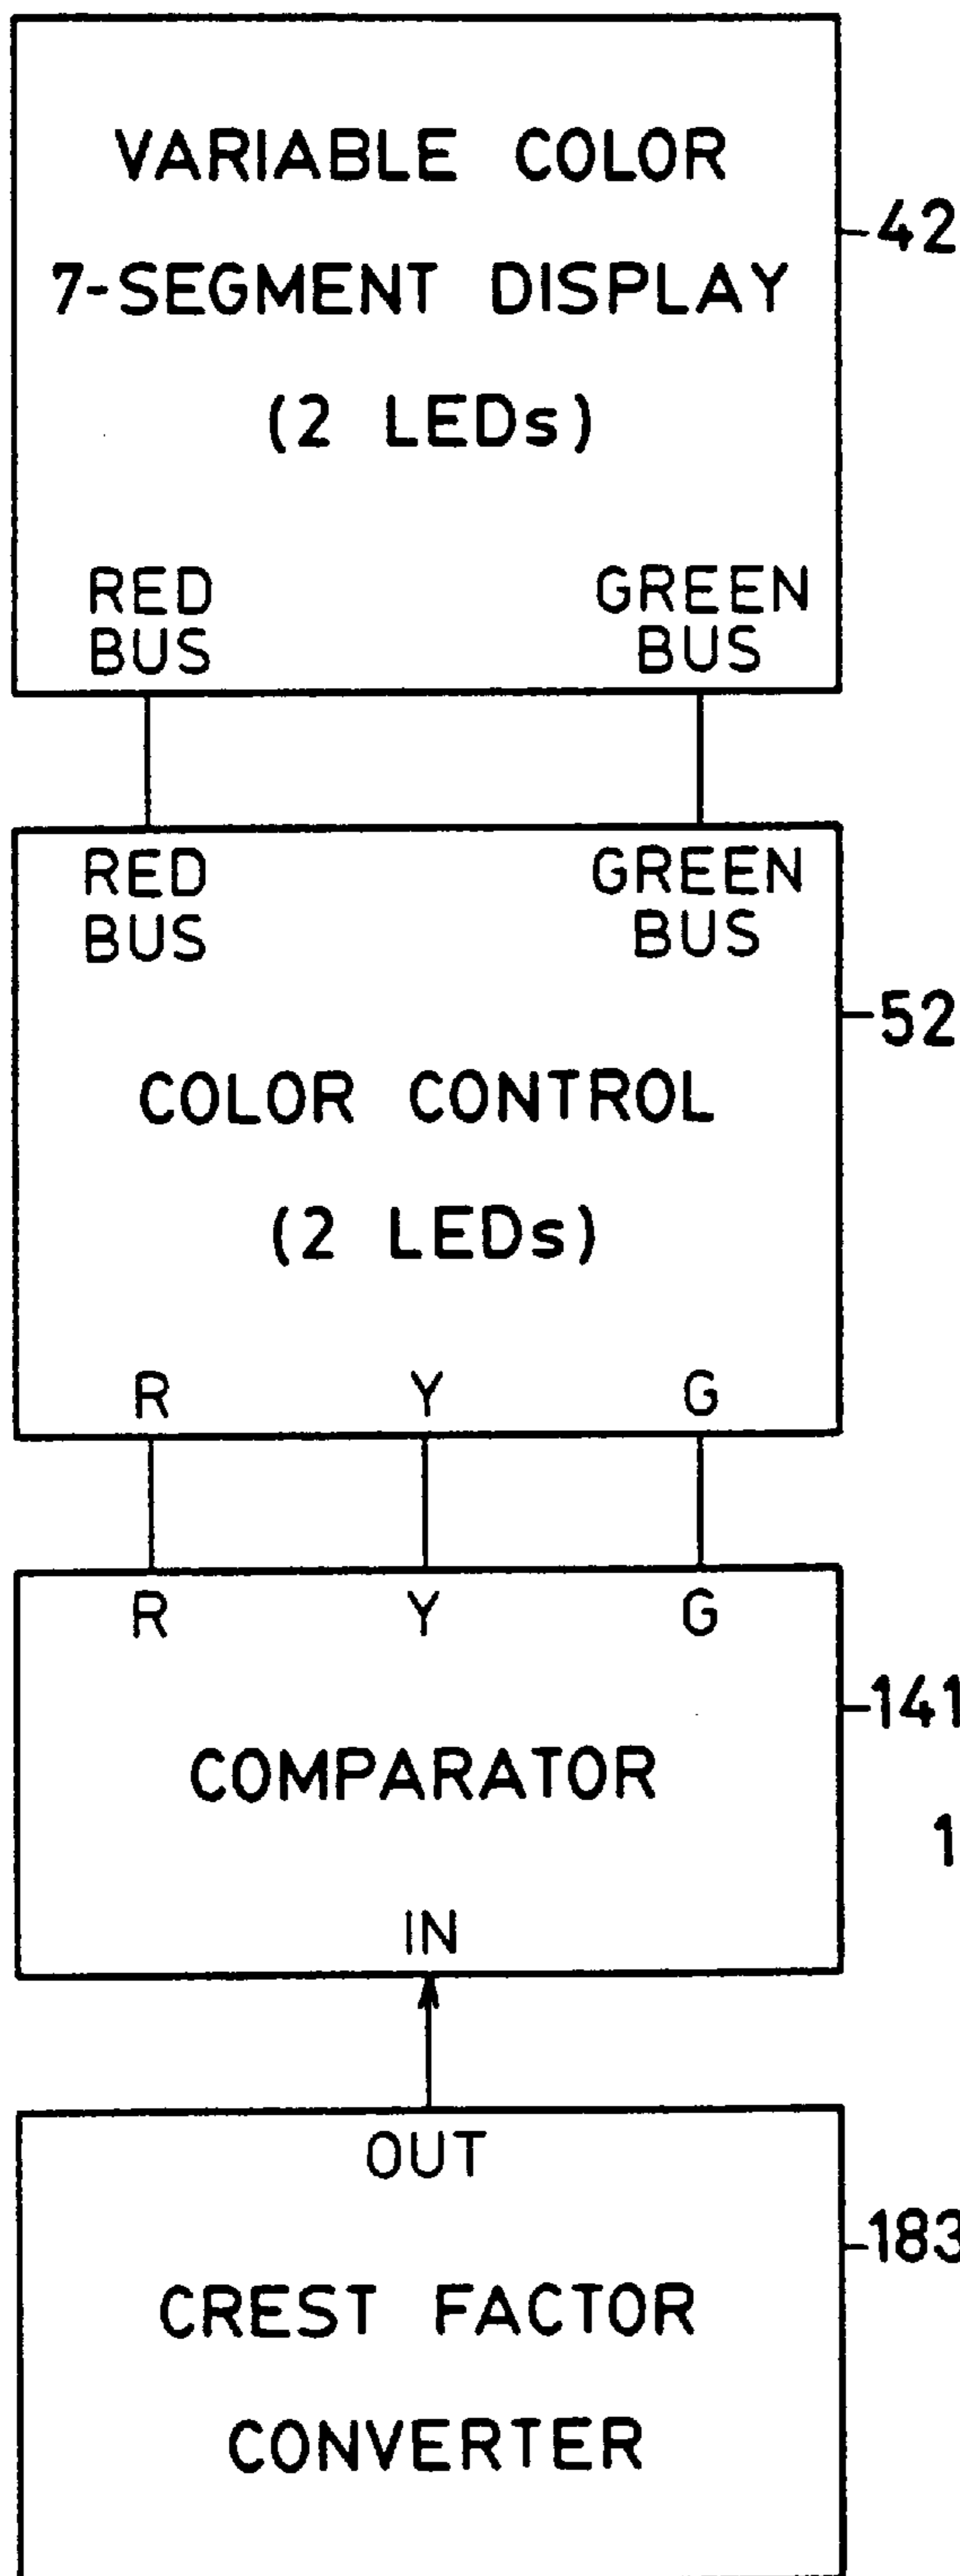 VARIABLE COLOR
7-SEGMENT DISPLAY
(2 LEDs)
42
RED BUS
GREEN BUS
RED BUS
GREEN BUS
52
COLOR CONTROL
(2 LEDs)
R Y G
R Y G
141
COMPARATOR
1
IN
OUT
183
CREST FACTOR
CONVERTER